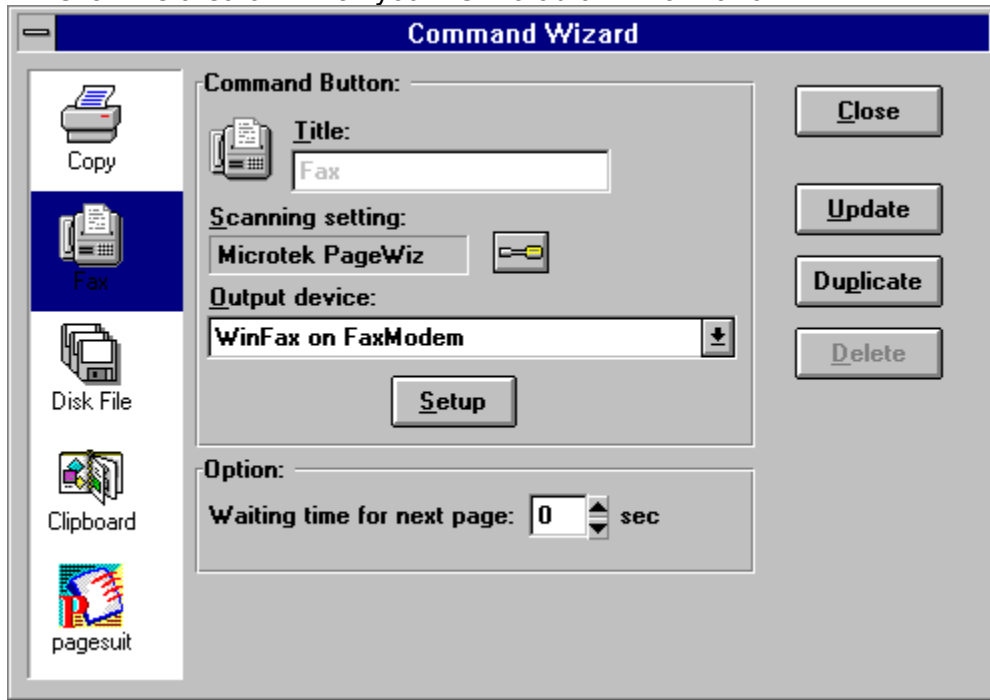 Command Wizard
Copy
Fax
Disk File
Clipboard
pagesuit
Command Button:
Title:
Fax
Scanning setting:
Microtek PageWiz
Output device:
WinFax on FaxModem
Setup
Option:
Waiting time for next page: 0 sec
Close
Update
Duplicate
Delete